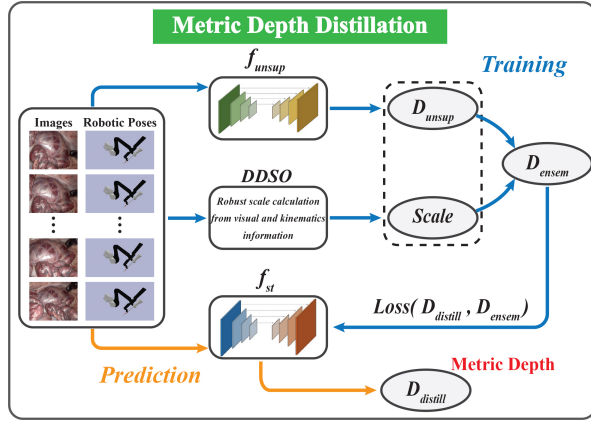 Metric Depth Distillation
f_unsup
Training
Images Robotic Poses
D_unsup
D_ensem
DDSO
Robust scale calculation
from visual and kinematics
information
Scale
f_st
Loss( D_distill , D_ensem )
Prediction
Metric Depth
D_distill